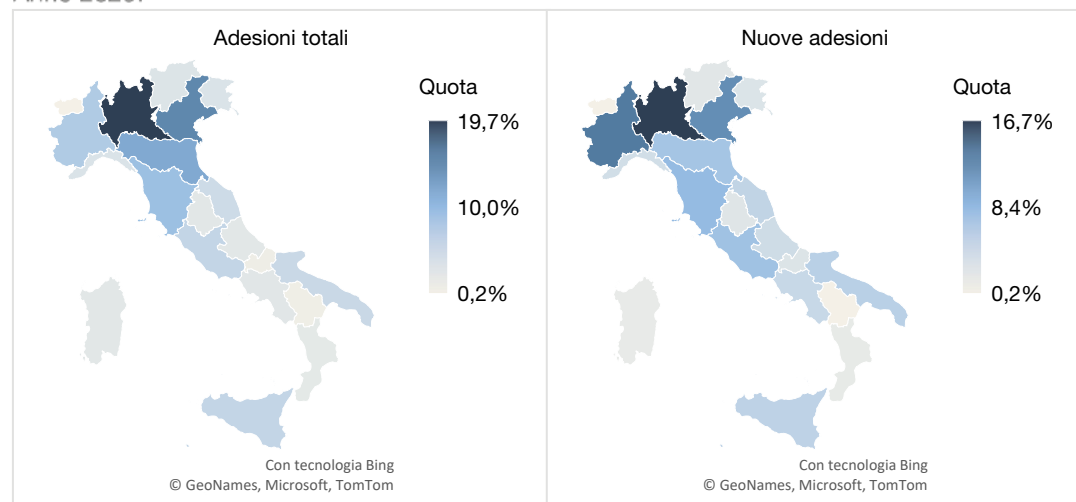 Adesioni totali
Quota
19,7%
10,0%
0,2%
Con tecnologia Bing
© GeoNames, Microsoft, TomTom
Nuove adesioni
Quota
16,7%
8,4%
0,2%
Con tecnologia Bing
© GeoNames, Microsoft, TomTom